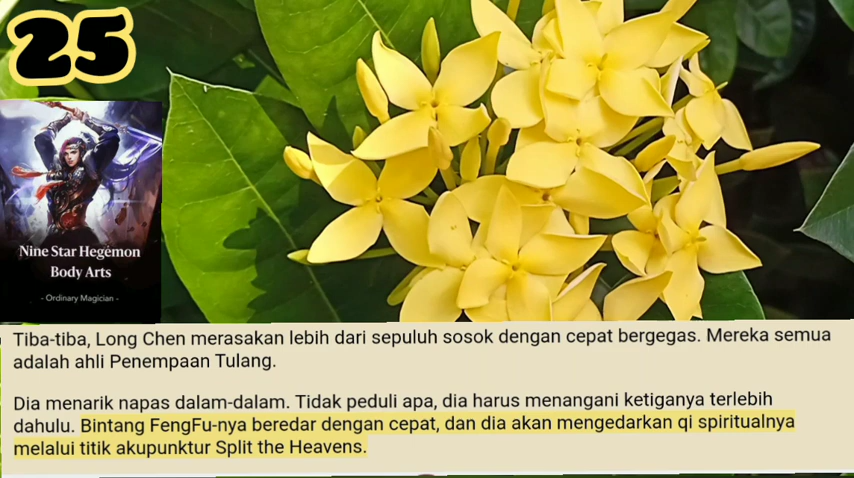 25
Nine Star Hegemon
Body Arts
- Ordinary Magician -
Tiba-tiba, Long Chen merasakan lebih dari sepuluh sosok dengan cepat bergegas. Mereka semua
adalah ahli Penempaan Tulang.
Dia menarik napas dalam-dalam. Tidak peduli apa, dia harus menangani ketiganya terlebih
dahulu. Bintang FengFu-nya beredar dengan cepat, dan dia akan mengedarkan qi spiritualnya
melalui titik akupunktur Split the Heavens.